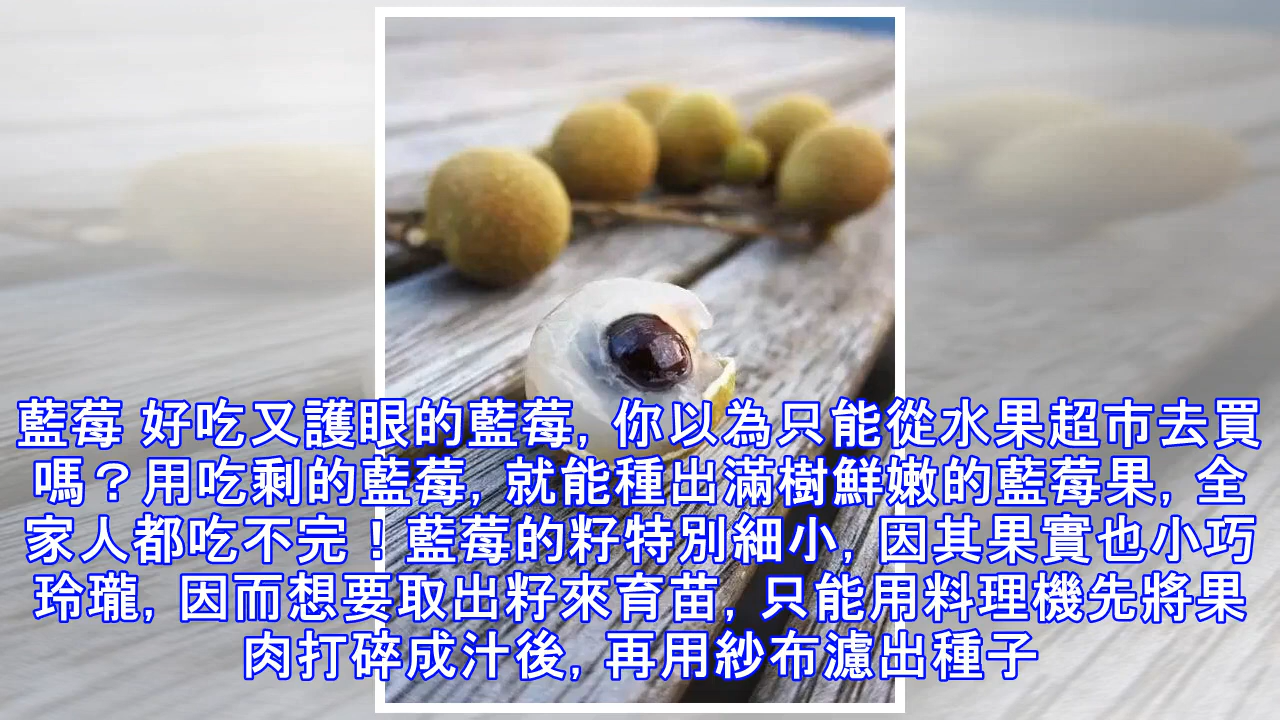 藍莓 好吃又護眼的藍莓, 你以為只能從水果超市去買
嗎？用吃剩的藍莓, 就能種出滿樹鮮嫩的藍莓果, 全
家人都吃不完！藍莓的籽特別細小, 因其果實也小巧
玲瓏, 因而想要取出籽來育苗, 只能用料理機先將果
肉打碎成汁後, 再用紗布濾出種子